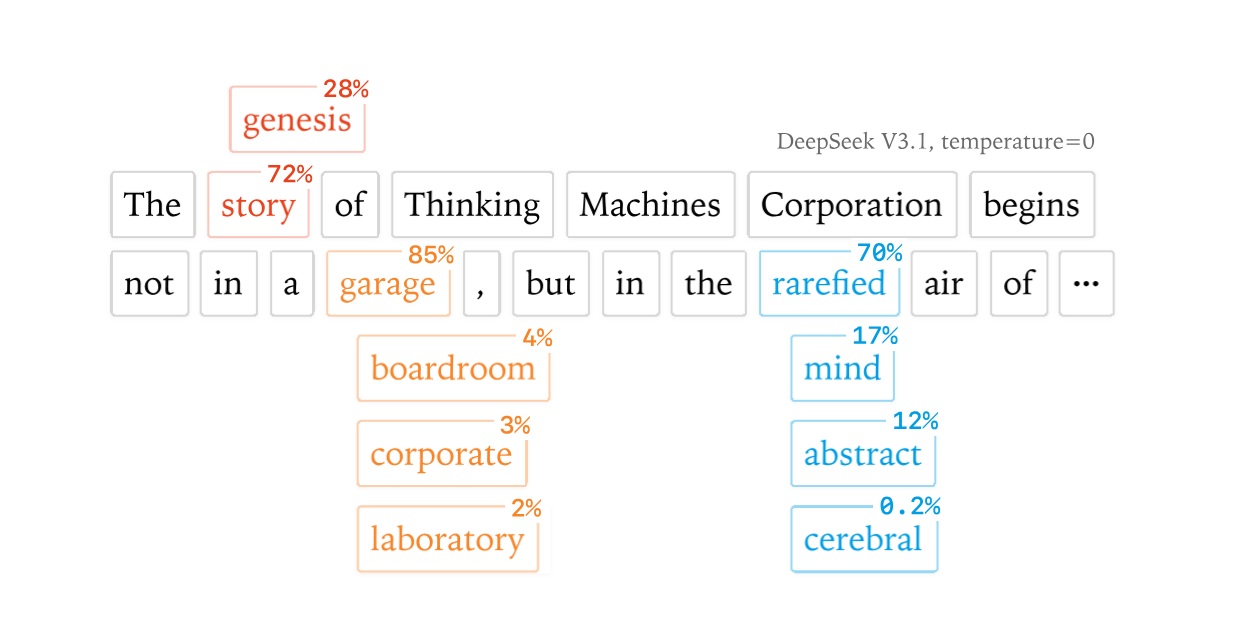 28%
genesis
DeepSeek V3.1, temperature=0
72%
The story of Thinking Machines Corporation begins
85% 70%
not in a garage , but in the rarefied air of ...
4% 17%
boardroom mind
3% 12%
corporate abstract
2% 0.2%
laboratory cerebral